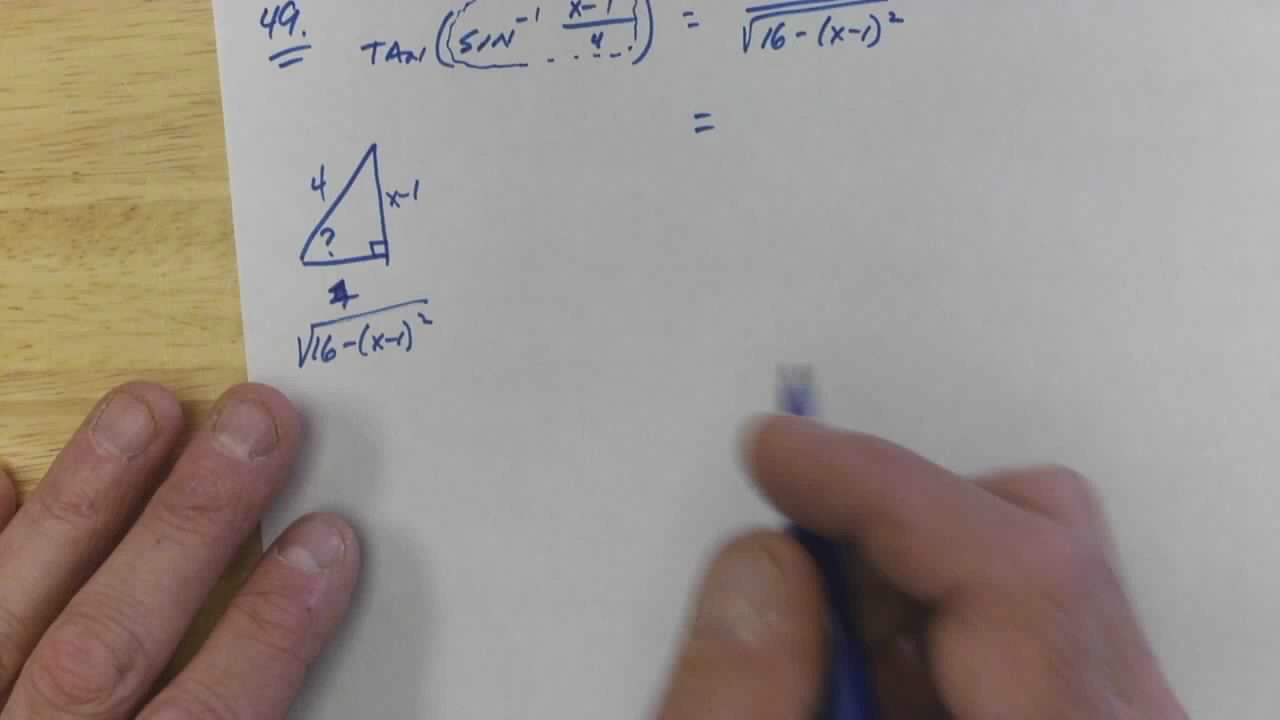 49. TAN (SIN⁻¹ x-1/4) = /√16-(x-1)²
=
4
x-1
?
√16-(x-1)²